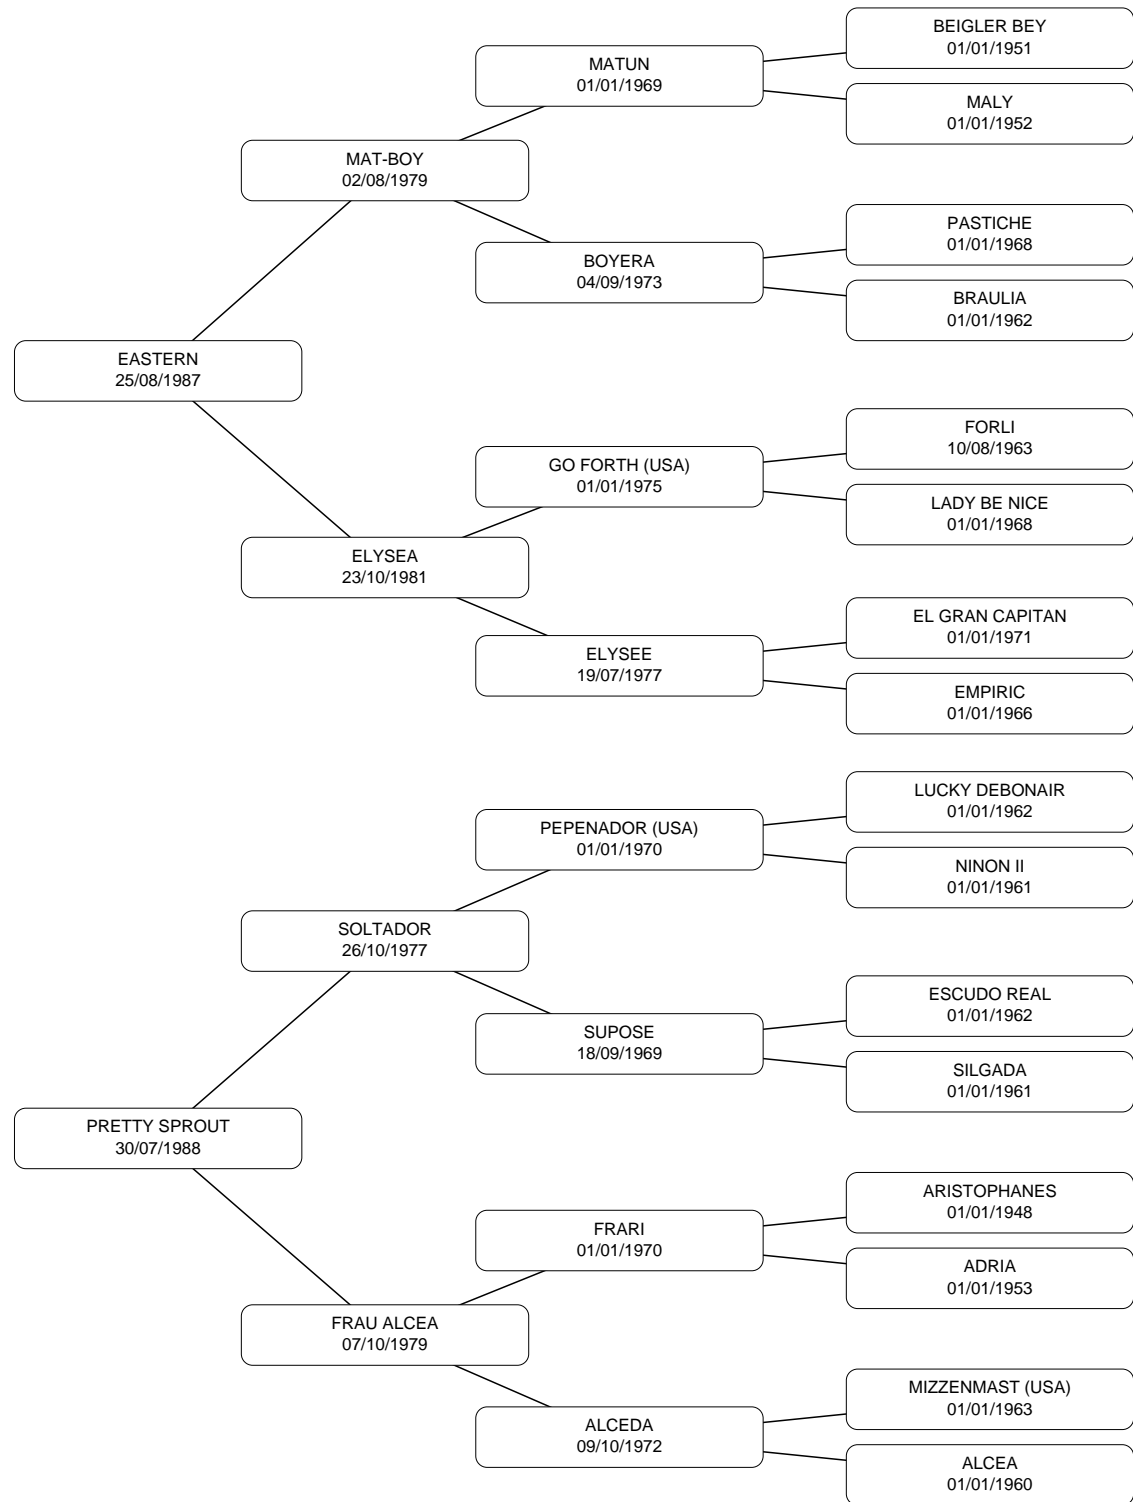 BEIGLER BEY
01/01/1951
MATUN
01/01/1969
MALY
01/01/1952
MAT-BOY
02/08/1979
PASTICHE
01/01/1968
BOYERA
04/09/1973
BRAULIA
01/01/1962
EASTERN
25/08/1987
FORLI
10/08/1963
GO FORTH (USA)
01/01/1975
LADY BE NICE
01/01/1968
ELYSEA
23/10/1981
EL GRAN CAPITAN
01/01/1971
ELYSEE
19/07/1977
EMPIRIC
01/01/1966
LUCKY DEBONAIR
01/01/1962
PEPENADOR (USA)
01/01/1970
NINON II
01/01/1961
SOLTADOR
26/10/1977
ESCUDO REAL
01/01/1962
SUPOSE
18/09/1969
SILGADA
01/01/1961
PRETTY SPROUT
30/07/1988
ARISTOPHANES
01/01/1948
FRARI
01/01/1970
ADRIA
01/01/1953
FRAU ALCEA
07/10/1979
MIZZENMAST (USA)
01/01/1963
ALCEDA
09/10/1972
ALCEA
01/01/1960